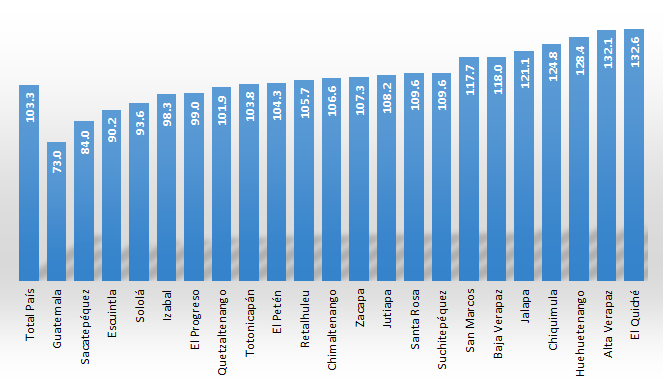 103.3
73.0
84.0
90.2
93.6
98.3
99.0
101.9
103.8
104.3
105.7
106.6
107.3
108.2
109.6
109.6
117.7
118.0
121.1
124.8
128.4
132.1
132.6
Total País
Guatemala
Sacatepéquez
Escuintla
Sololá
Izabal
El Progreso
Quetzaltenango
Totonicapán
El Petén
Retalhuleu
Chimaltenango
Zacapa
Jutiapa
Santa Rosa
Suchitepéquez
San Marcos
Baja Verapaz
Jalapa
Chiquimula
Huehuetenango
Alta Verapaz
El Quiché